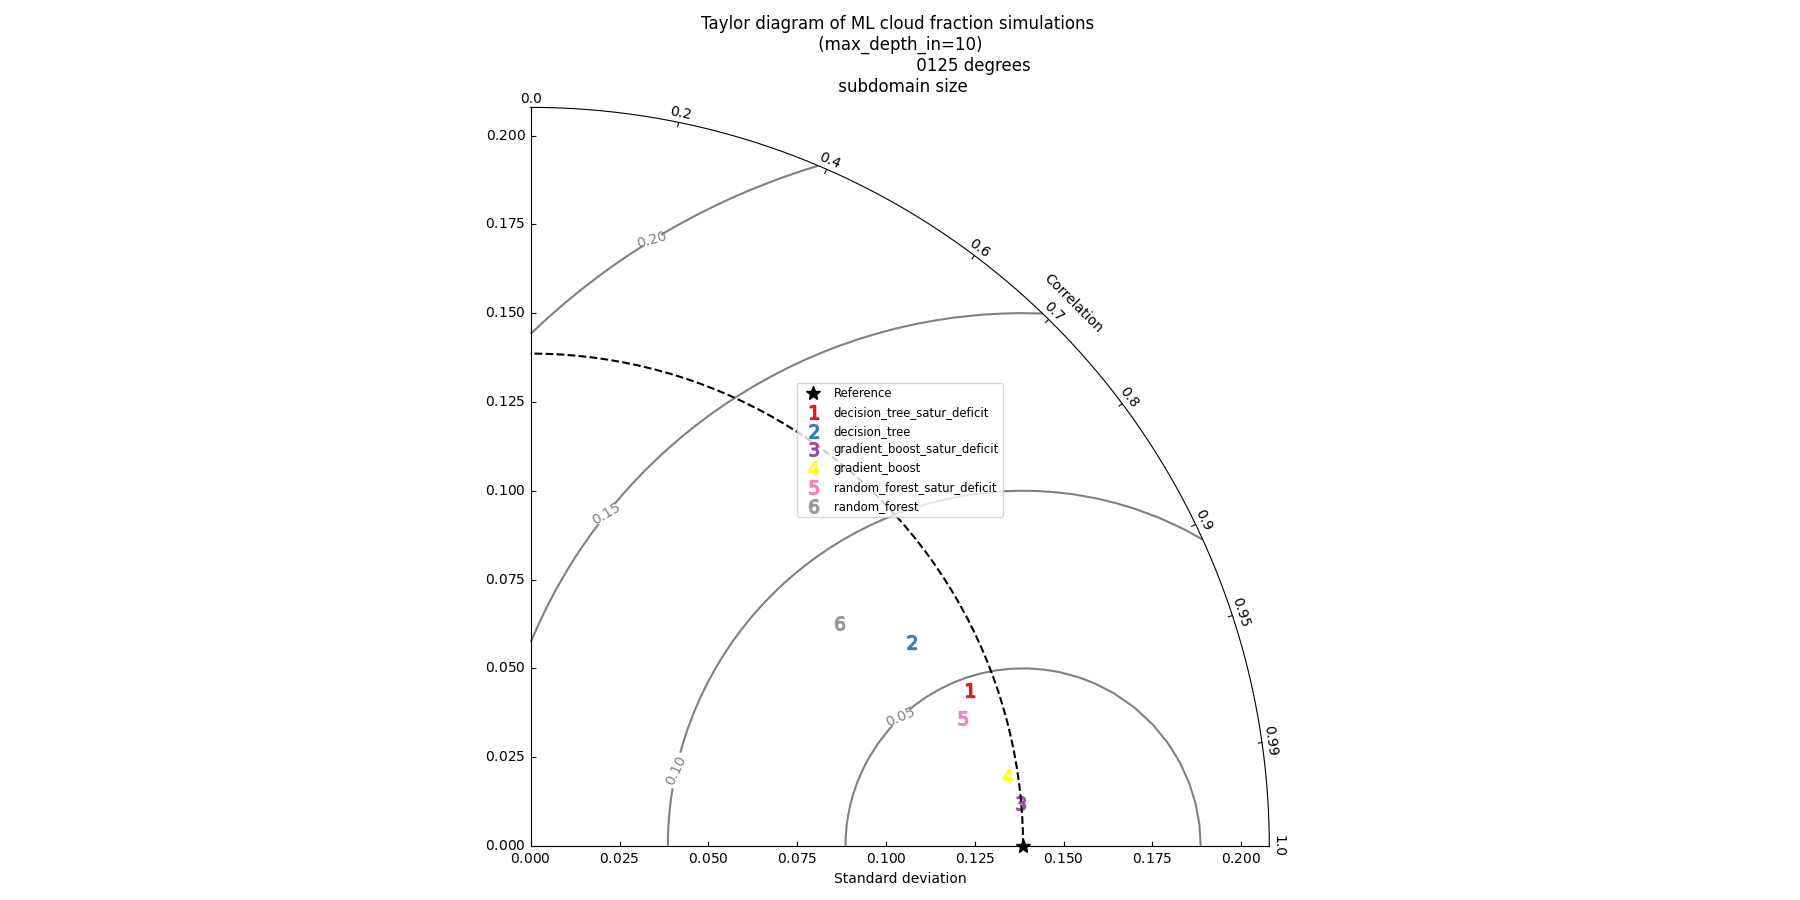 Taylor diagram of ML cloud fraction simulations
(max_depth_in=10)
0125 degrees
subdomain size
0.0
0.2
0.4
0.6
0.7
0.8
0.9
0.95
0.99
1.0
Correlation
0.200
0.175
0.150
0.125
0.100
0.075
0.050
0.025
0.000
0.20
0.15
0.10
0.05
Reference
1 decision_tree_satur_deficit
2 decision_tree
3 gradient_boost_satur_deficit
4 gradient_boost
5 random_forest_satur_deficit
6 random_forest
6
2
1
5
4
3
0.000 0.025 0.050 0.075 0.100 0.125 0.150 0.175 0.200
Standard deviation